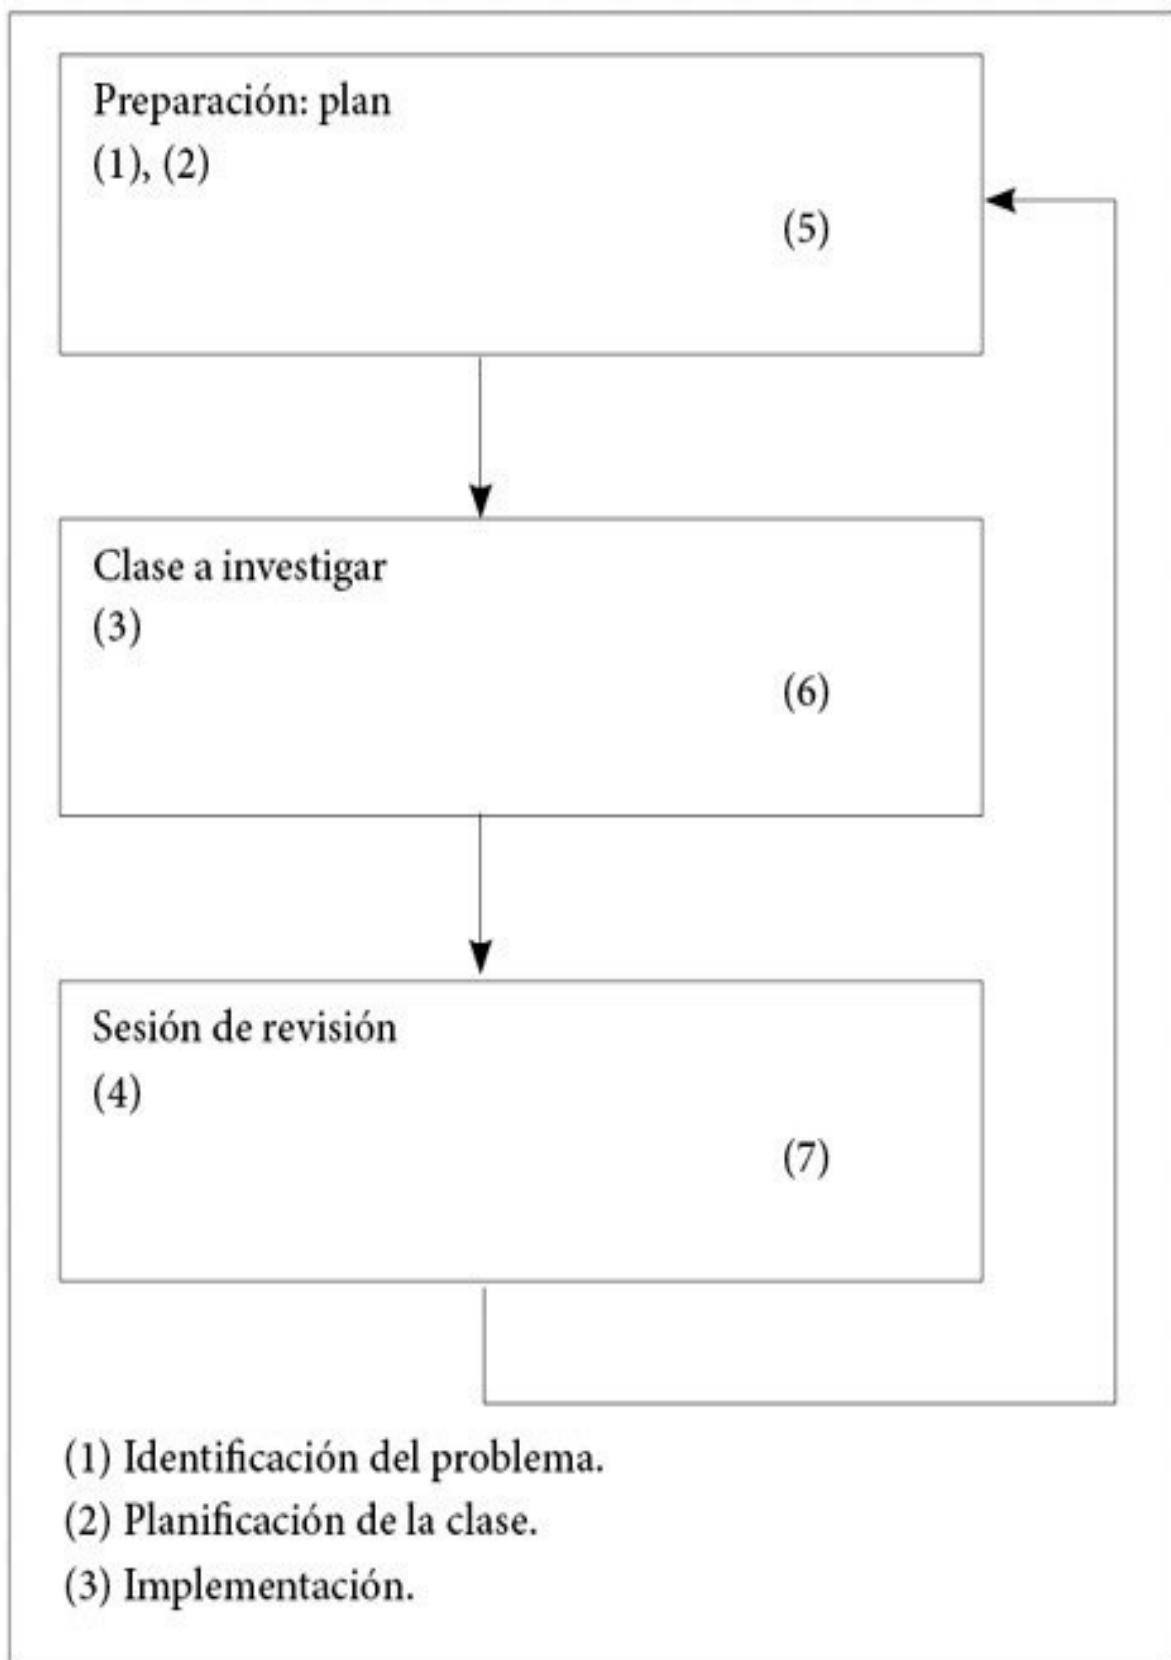 Preparación: plan
(1), (2)
(5)
Clase a investigar
(3)
(6)
Sesión de revisión
(4)
(7)
(1) Identificación del problema.
(2) Planificación de la clase.
(3) Implementación.